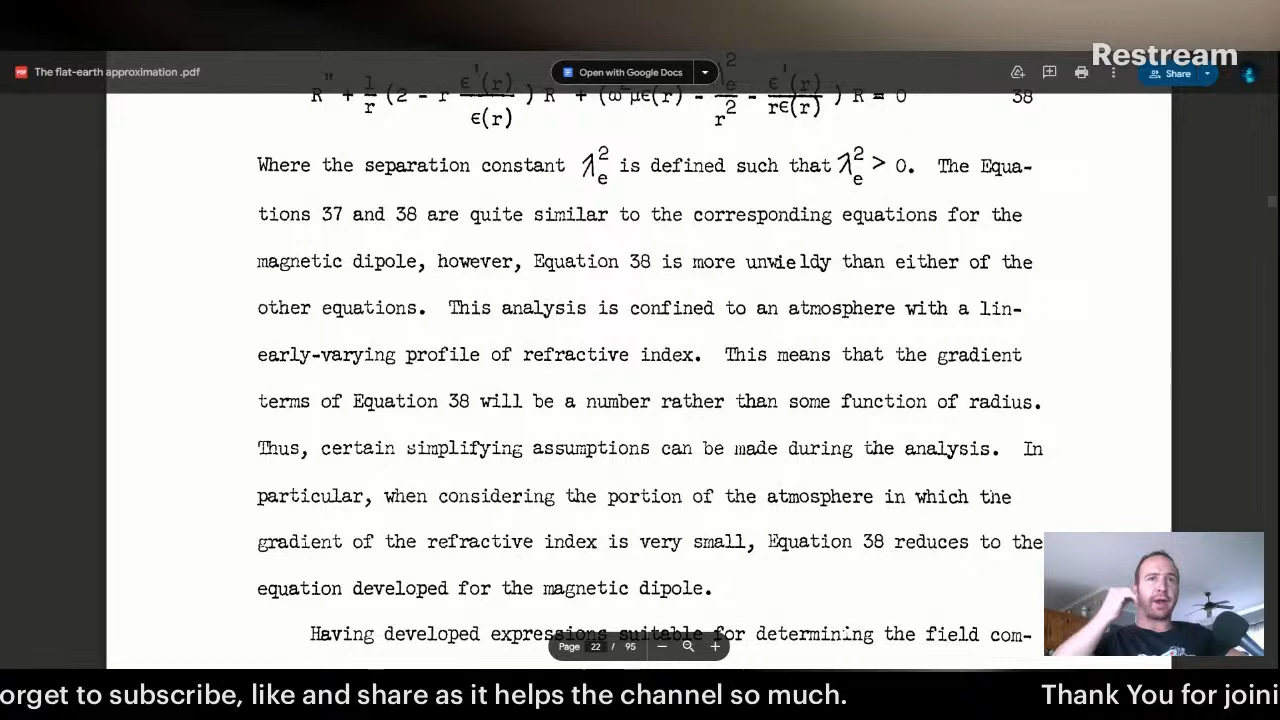 Restream
The flat-earth approximation .pdf
Open with Google Docs
Share
R" + 1/r (2 - r ϵ'(r)/ϵ(r) ) R' + (ω²μϵ(r) - λ²e/r² - ϵ'(r)/rϵ(r) ) R = 0 38
Where the separation constant λ²e is defined such that λ²e > 0. The Equa-
tions 37 and 38 are quite similar to the corresponding equations for the
magnetic dipole, however, Equation 38 is more unwieldy than either of the
other equations. This analysis is confined to an atmosphere with a lin-
early-varying profile of refractive index. This means that the gradient
terms of Equation 38 will be a number rather than some function of radius.
Thus, certain simplifying assumptions can be made during the analysis. In
particular, when considering the portion of the atmosphere in which the
gradient of the refractive index is very small, Equation 38 reduces to the
equation developed for the magnetic dipole.
Having developed expressions suitable for determining the field com-
Page 22 / 95
orget to subscribe, like and share as it helps the channel so much. Thank You for joini